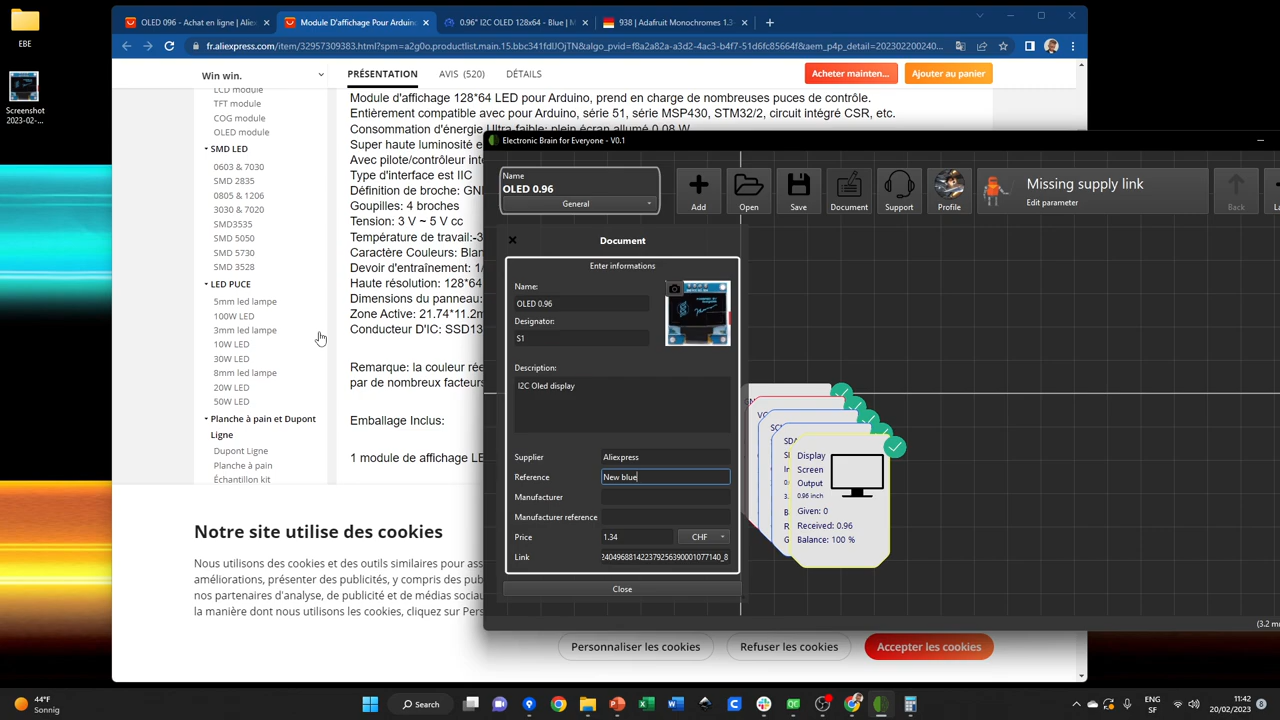 EBE
Screenshot
2023-02-...
OLED 096 - Achat en ligne | Aliex
Module D'affichage Pour Arduino
0.96" I2C OLED 128x64 - Blue | M
938 | Adafruit Monochromes 1.3
fr.aliexpress.com/item/32957309383.html?spm=a2g0o.productlist.main.15.bbc341fdUOjTN&algo_pvid=f8a2a82a-a3d2-4ac3-b4f7-51d6fc85664f&aem_p4p_detail=202302200240...
Win win.
PRÉSENTATION
AVIS (520)
DÉTAILS
Acheter mainten...
Ajouter au panier
LCD module
TFT module
COG module
OLED module
SMD LED
0603 & 7030
SMD 2835
0805 & 1206
3030 & 7020
SMD3535
SMD 5050
SMD 5730
SMD 3528
LED PUCE
5mm led lampe
100W LED
3mm led lampe
10W LED
30W LED
8mm led lampe
20W LED
50W LED
Planche à pain et Dupont
Ligne
Dupont Ligne
Planche à pain
Échantillon kit
Module d'affichage 128*64 LED pour Arduino, prend en charge de nombreuses puces de contrôle.
Entièrement compatible avec pour Arduino, série 51, série MSP430, STM32/2, circuit intégré CSR, etc.
Consommation d'énergie Ultra-faible: plein écran allumé 0.08 W
Super haute luminosité e
Avec pilote/contrôleur inte
Type d'interface est IIC
Définition de broche: GN
Goupilles: 4 broches
Tension: 3 V ~ 5 V cc
Température de travail:-3
Caractère Couleurs: Blan
Devoir d'entraînement: 1/
Haute résolution: 128*64
Dimensions du panneau:
Zone Active: 21.74*11.2m
Conducteur D'IC: SSD13
Remarque: la couleur rée
par de nombreux facteurs
Emballage Inclus:
1 module de affichage LE
Notre site utilise des cookies
Nous utilisons des cookies et des outils similaires pour ass
améliorations, présenter des publicités, y compris des pub
nos partenaires d'analyse, de publicité et de médias sociau
la manière dont nous utilisons les cookies, cliquez sur Pers
Personnaliser les cookies
Refuser les cookies
Accepter les cookies
Electronic Brain for Everyone - V0.1
Name
OLED 0.96
General
Add
Open
Save
Document
Support
Profile
Missing supply link
Edit parameter
Back
La
Document
Enter informations
Name:
OLED 0.96
Designator:
S1
Description:
I2C Oled display
Supplier
Aliexpress
Reference
New blue
Manufacturer
Manufacturer reference
Price
1.34
CHF
Link
!4049688142237925639000107​7140_8
Close
Display
Screen
Output
0.96 inch
Given: 0
Received: 0.96
Balance: 100 %
(3.2 m
44°F
Sonnig
Search
ENG
SF
11:42
20/02/2023